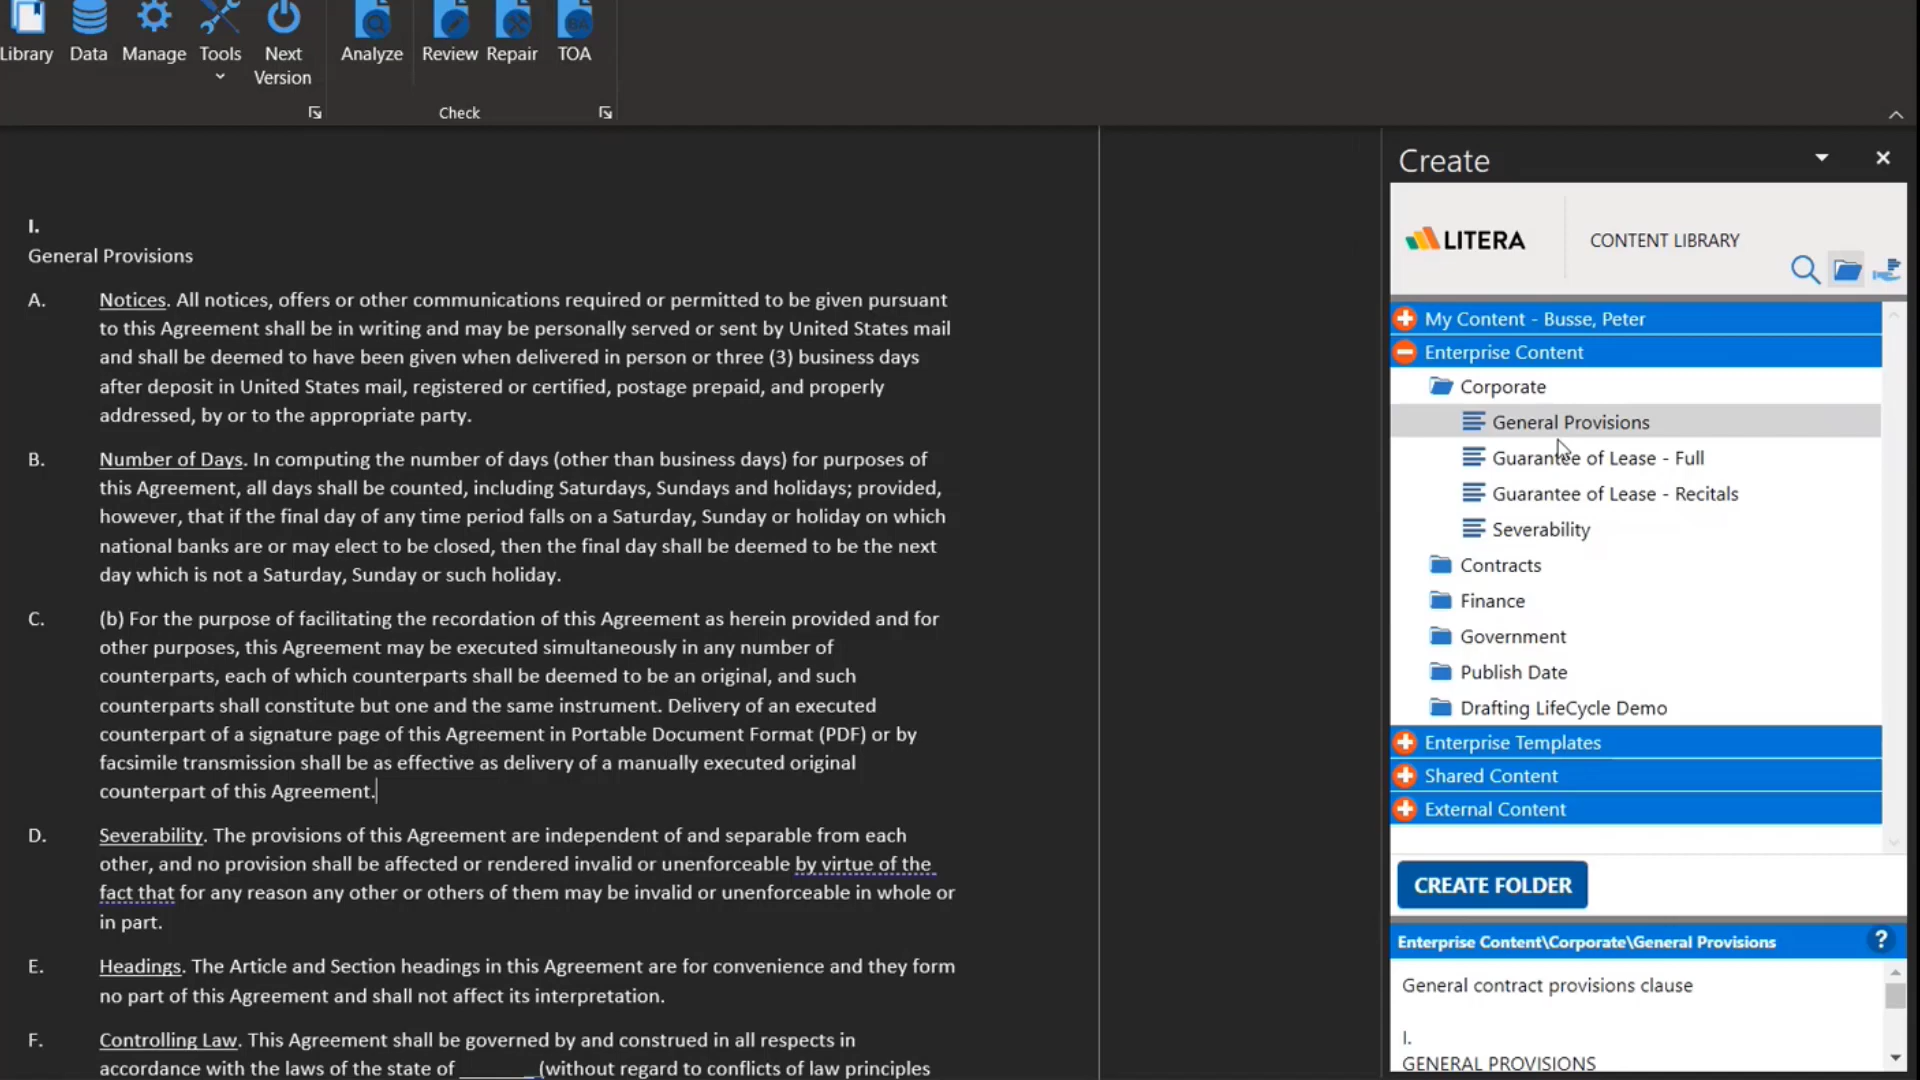 Library
Data
Manage
Tools
Next
Version
Analyze
Review
Repair
TOA
Check
I.
General Provisions
A. Notices. All notices, offers or other communications required or permitted to be given pursuant
to this Agreement shall be in writing and may be personally served or sent by United States mail
and shall be deemed to have been given when delivered in person or three (3) business days
after deposit in United States mail, registered or certified, postage prepaid, and properly
addressed, by or to the appropriate party.
B. Number of Days. In computing the number of days (other than business days) for purposes of
this Agreement, all days shall be counted, including Saturdays, Sundays and holidays; provided,
however, that if the final day of any time period falls on a Saturday, Sunday or holiday on which
national banks are or may elect to be closed, then the final day shall be deemed to be the next
day which is not a Saturday, Sunday or such holiday.
C. (b) For the purpose of facilitating the recordation of this Agreement as herein provided and for
other purposes, this Agreement may be executed simultaneously in any number of
counterparts, each of which counterparts shall be deemed to be an original, and such
counterparts shall constitute but one and the same instrument. Delivery of an executed
counterpart of a signature page of this Agreement in Portable Document Format (PDF) or by
facsimile transmission shall be as effective as delivery of a manually executed original
counterpart of this Agreement.
D. Severability. The provisions of this Agreement are independent of and separable from each
other, and no provision shall be affected or rendered invalid or unenforceable by virtue of the
fact that for any reason any other or others of them may be invalid or unenforceable in whole or
in part.
E. Headings. The Article and Section headings in this Agreement are for convenience and they form
no part of this Agreement and shall not affect its interpretation.
F. Controlling Law. This Agreement shall be governed by and construed in all respects in
accordance with the laws of the state of _______ (without regard to conflicts of law principles
Create
LITERA
CONTENT LIBRARY
My Content - Busse, Peter
Enterprise Content
Corporate
General Provisions
Guarantee of Lease - Full
Guarantee of Lease - Recitals
Severability
Contracts
Finance
Government
Publish Date
Drafting LifeCycle Demo
Enterprise Templates
Shared Content
External Content
CREATE FOLDER
Enterprise Content\Corporate\General Provisions
?
General contract provisions clause
I.
GENERAL PROVISIONS